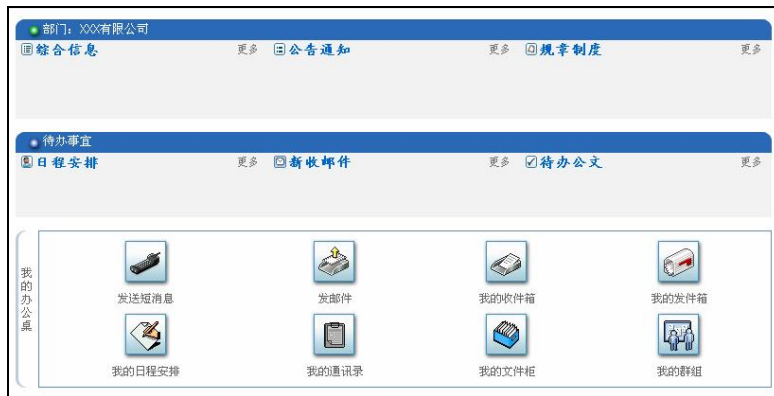 部门：XXX有限公司
综合信息 更多 公告通知 更多 规章制度 更多
待办事宜
日程安排 更多 新收邮件 更多 待办公文 更多
我的办公桌
发送短消息 发邮件 我的收件箱 我的发件箱
我的日程安排 我的通讯录 我的文件柜 我的群组